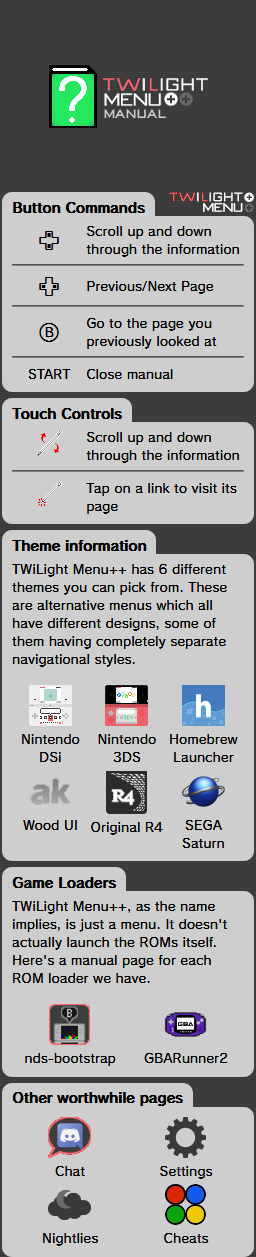 ?
TWiLIGHT
MENU++
MANUAL
TWiLIGHT
MENU++
Button Commands
Scroll up and down
through the information
Previous/Next Page
B Go to the page you
previously looked at
START Close manual
Touch Controls
Scroll up and down
through the information
Tap on a link to visit its
page
Theme information
TWiLight Menu++ has 6 different
themes you can pick from. These
are alternative menus which all
have different designs, some of
them having completely separate
navigational styles.
h
Nintendo DSi
Nintendo 3DS
Homebrew Launcher
ak
R4
Wood UI
Original R4
SEGA Saturn
Game Loaders
TWiLight Menu++, as the name
implies, is just a menu. It doesn't
actually launch the ROMs itself.
Here's a manual page for each
ROM loader we have.
B
GBA
nds-bootstrap
GBARunner2
Other worthwhile pages
Chat
Settings
Nightlies
Cheats